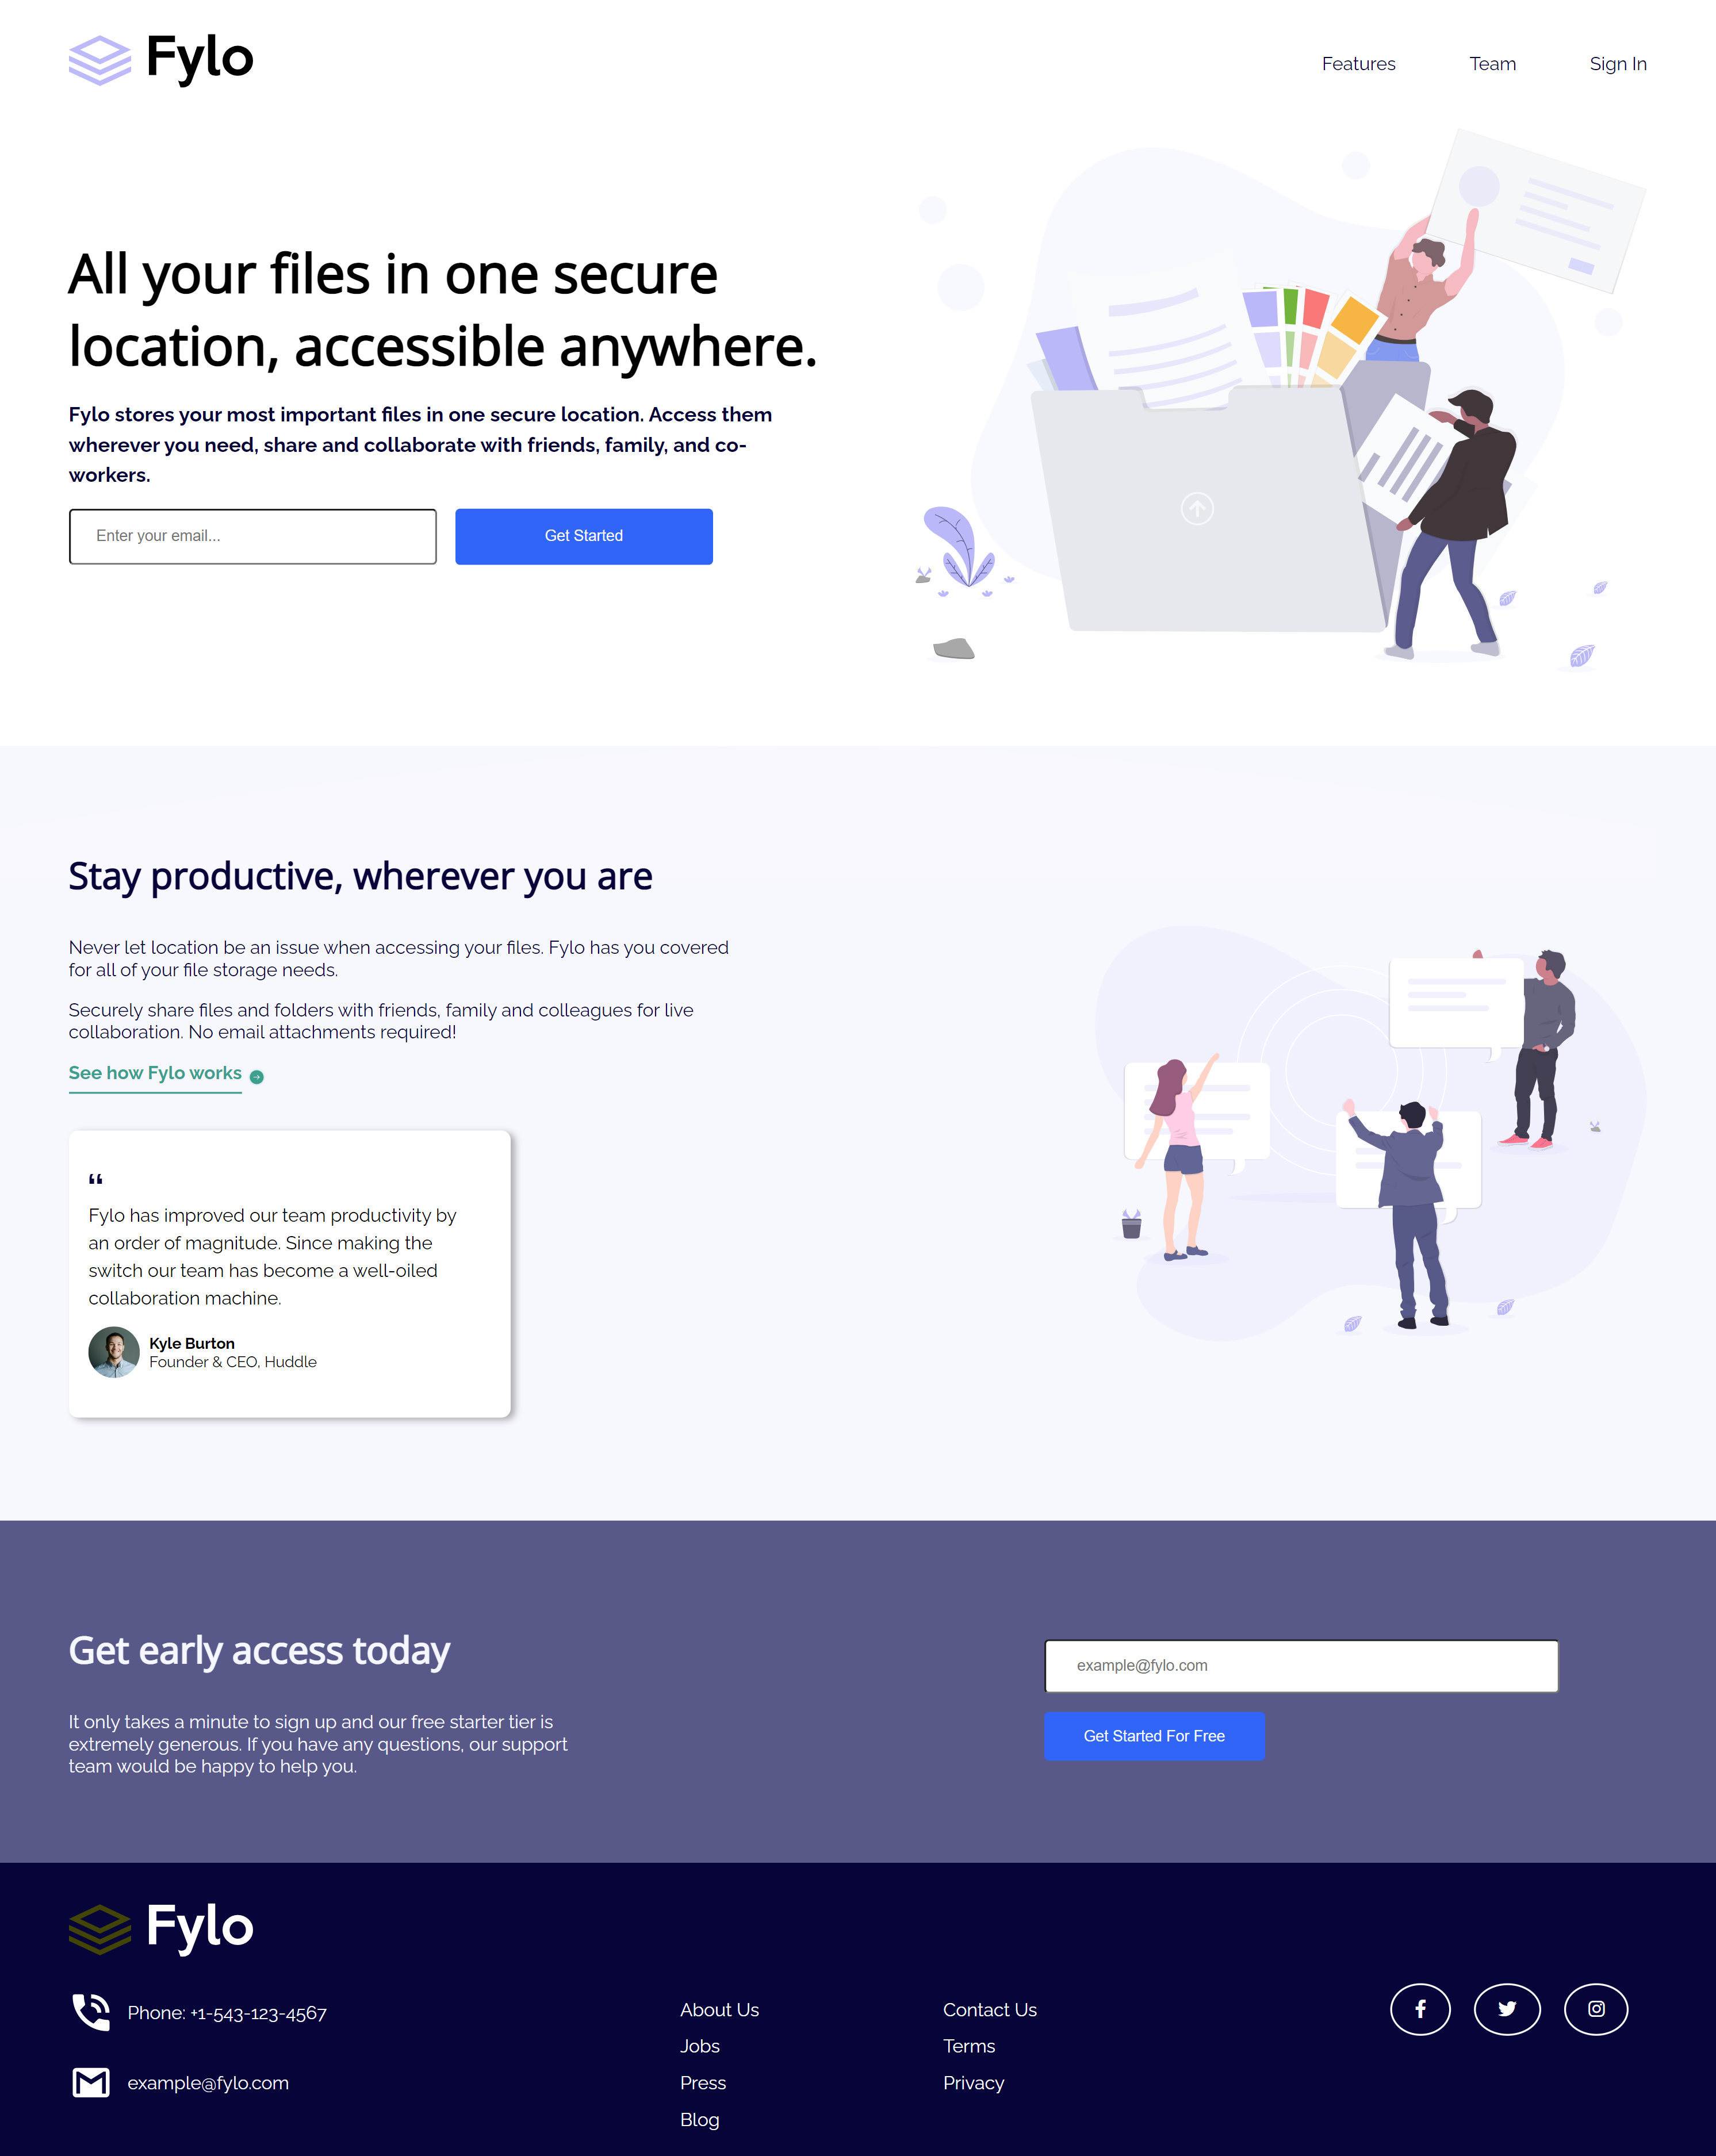 Fylo
Features
Team
Sign In
All your files in one secure
location, accessible anywhere.
Fylo stores your most important files in one secure location. Access them
wherever you need, share and collaborate with friends, family, and co-
workers.
Enter your email...
Get Started
Stay productive, wherever you are
Never let location be an issue when accessing your files. Fylo has you covered
for all of your file storage needs.
Securely share files and folders with friends, family and colleagues for live
collaboration. No email attachments required!
See how Fylo works
“
Fylo has improved our team productivity by
an order of magnitude. Since making the
switch our team has become a well-oiled
collaboration machine.
Kyle Burton
Founder & CEO, Huddle
Get early access today
It only takes a minute to sign up and our free starter tier is
extremely generous. If you have any questions, our support
team would be happy to help you.
example@fylo.com
Get Started For Free
Fylo
Phone: +1-543-123-4567
example@fylo.com
About Us
Jobs
Press
Blog
Contact Us
Terms
Privacy